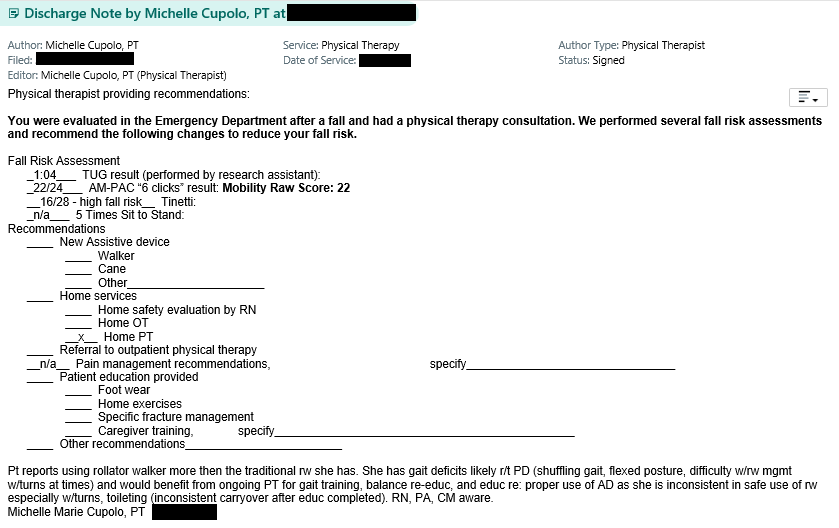 Discharge Note by Michelle Cupolo, PT at
Author: Michelle Cupolo, PT Service: Physical Therapy Author Type: Physical Therapist
Filed: Date of Service: Status: Signed
Editor: Michelle Cupolo, PT (Physical Therapist)
Physical therapist providing recommendations:
You were evaluated in the Emergency Department after a fall and had a physical therapy consultation. We performed several fall risk assessments
and recommend the following changes to reduce your fall risk.
Fall Risk Assessment
_1:04___ TUG result (performed by research assistant):
_22/24___ AM-PAC "6 clicks" result: Mobility Raw Score: 22
__16/28 - high fall risk__ Tinetti:
_n/a___ 5 Times Sit to Stand:
Recommendations
____ New Assistive device
____ Walker
____ Cane
____ Other_____________________
____ Home services
____ Home safety evaluation by RN
____ Home OT
__x__ Home PT
____ Referral to outpatient physical therapy
__n/a__ Pain management recommendations, specify________________________________
____ Patient education provided
____ Foot wear
____ Home exercises
____ Specific fracture management
____ Caregiver training, specify______________________________________________
____ Other recommendations________________________
Pt reports using rollator walker more then the traditional rw she has. She has gait deficits likely r/t PD (shuffling gait, flexed posture, difficulty w/rw mgmt
w/turns at times) and would benefit from ongoing PT for gait training, balance re-educ, and educ re: proper use of AD as she is inconsistent in safe use of rw
especially w/turns, toileting (inconsistent carryover after educ completed). RN, PA, CM aware.
Michelle Marie Cupolo, PT